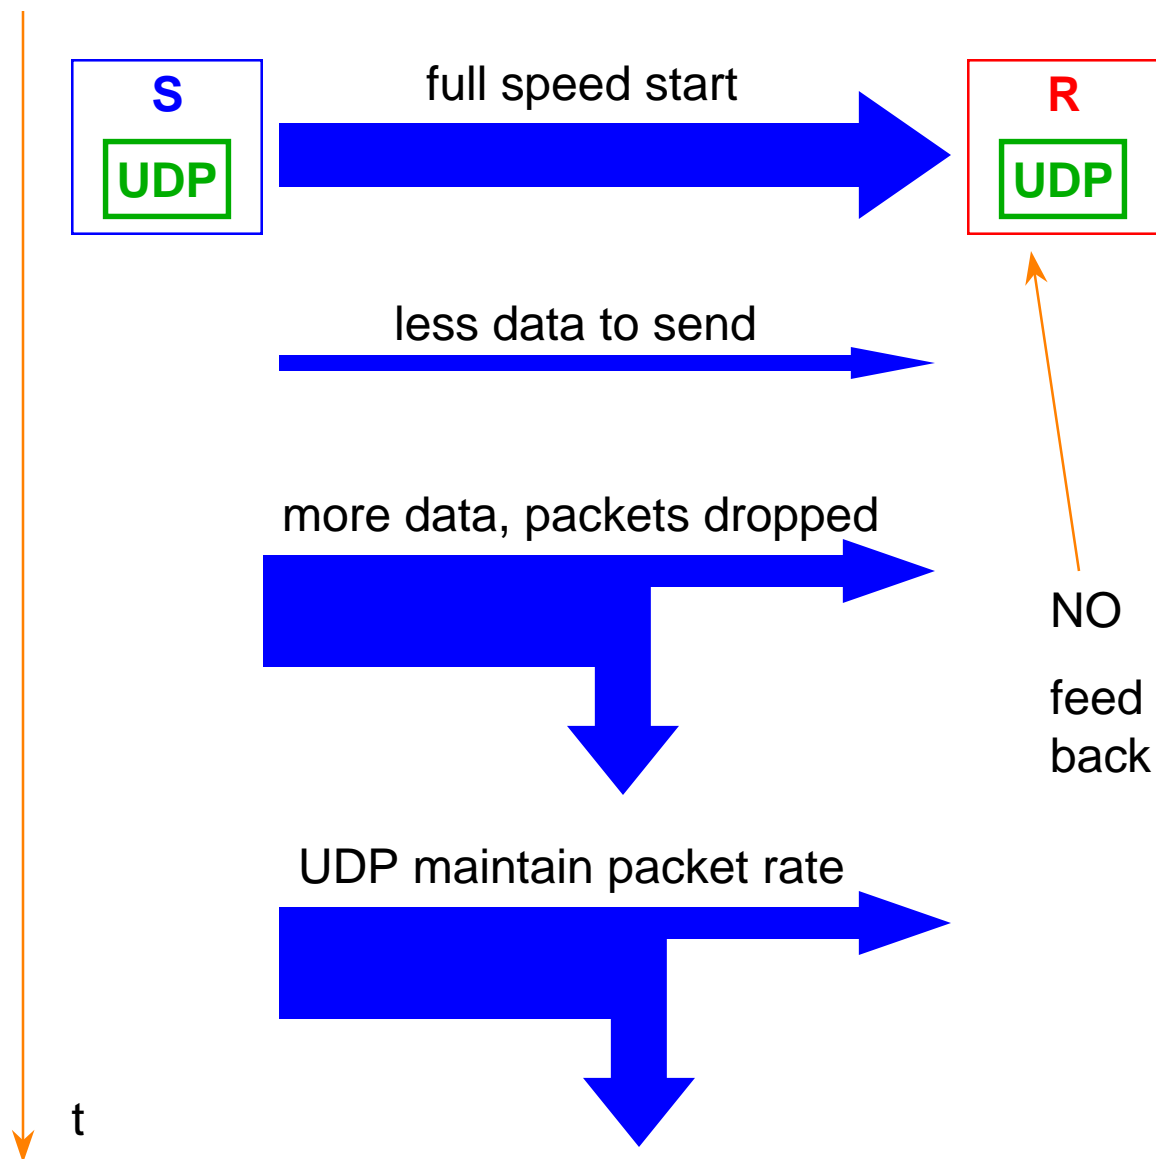 S
full speed start
R
UDP
UDP
less data to send
more data, packets dropped
NO
feed
back
UDP maintain packet rate
t